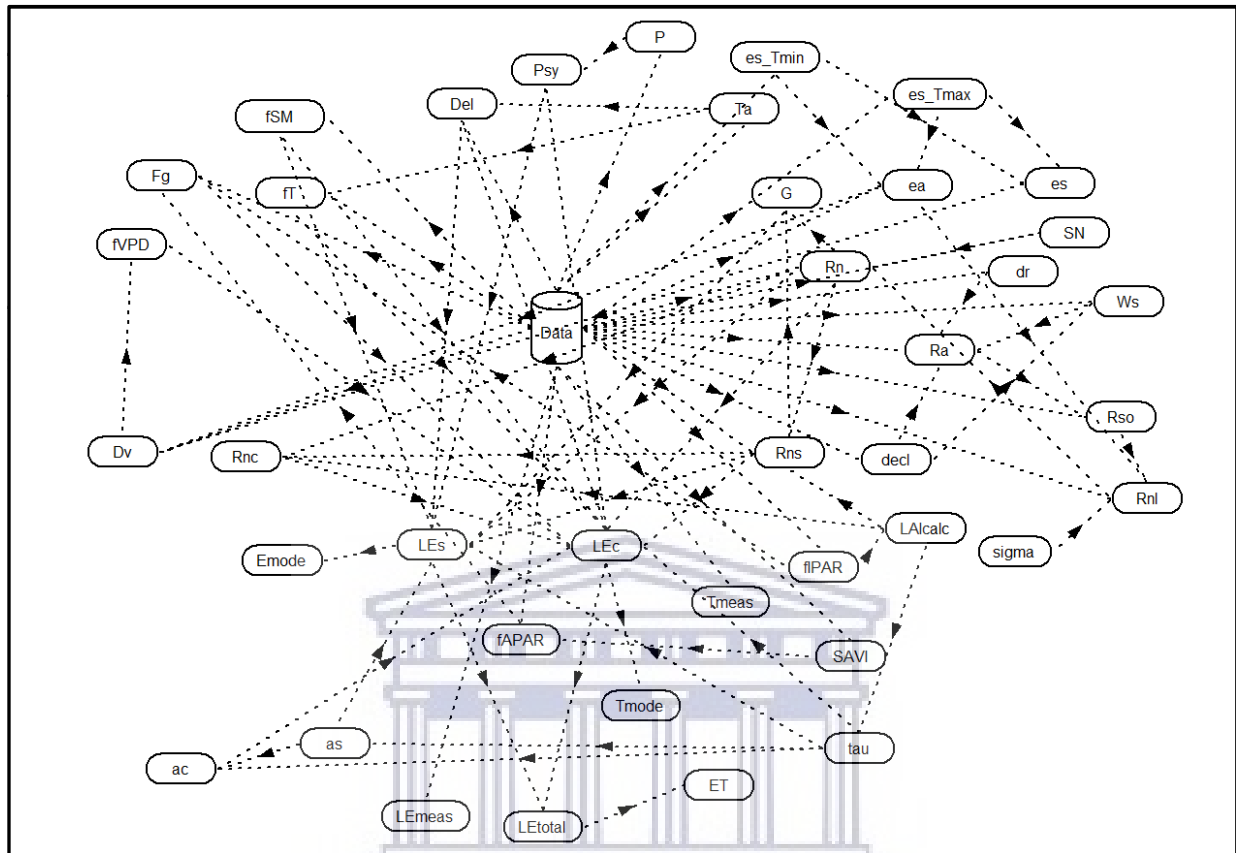 P
es_Tmin
Psy
es_Tmax
Del
Ta
fSM
Fg
fT
G
ea
es
fVPD
SN
Rn
dr
Ws
Data
Ra
Rso
Dv
Rnc
Rns
decl
Rnl
LAIcalc
sigma
Emode
LEs
LEc
fIPAR
Tmeas
fAPAR
SAVI
Tmode
as
tau
ac
ET
LEmeas
LEtotal